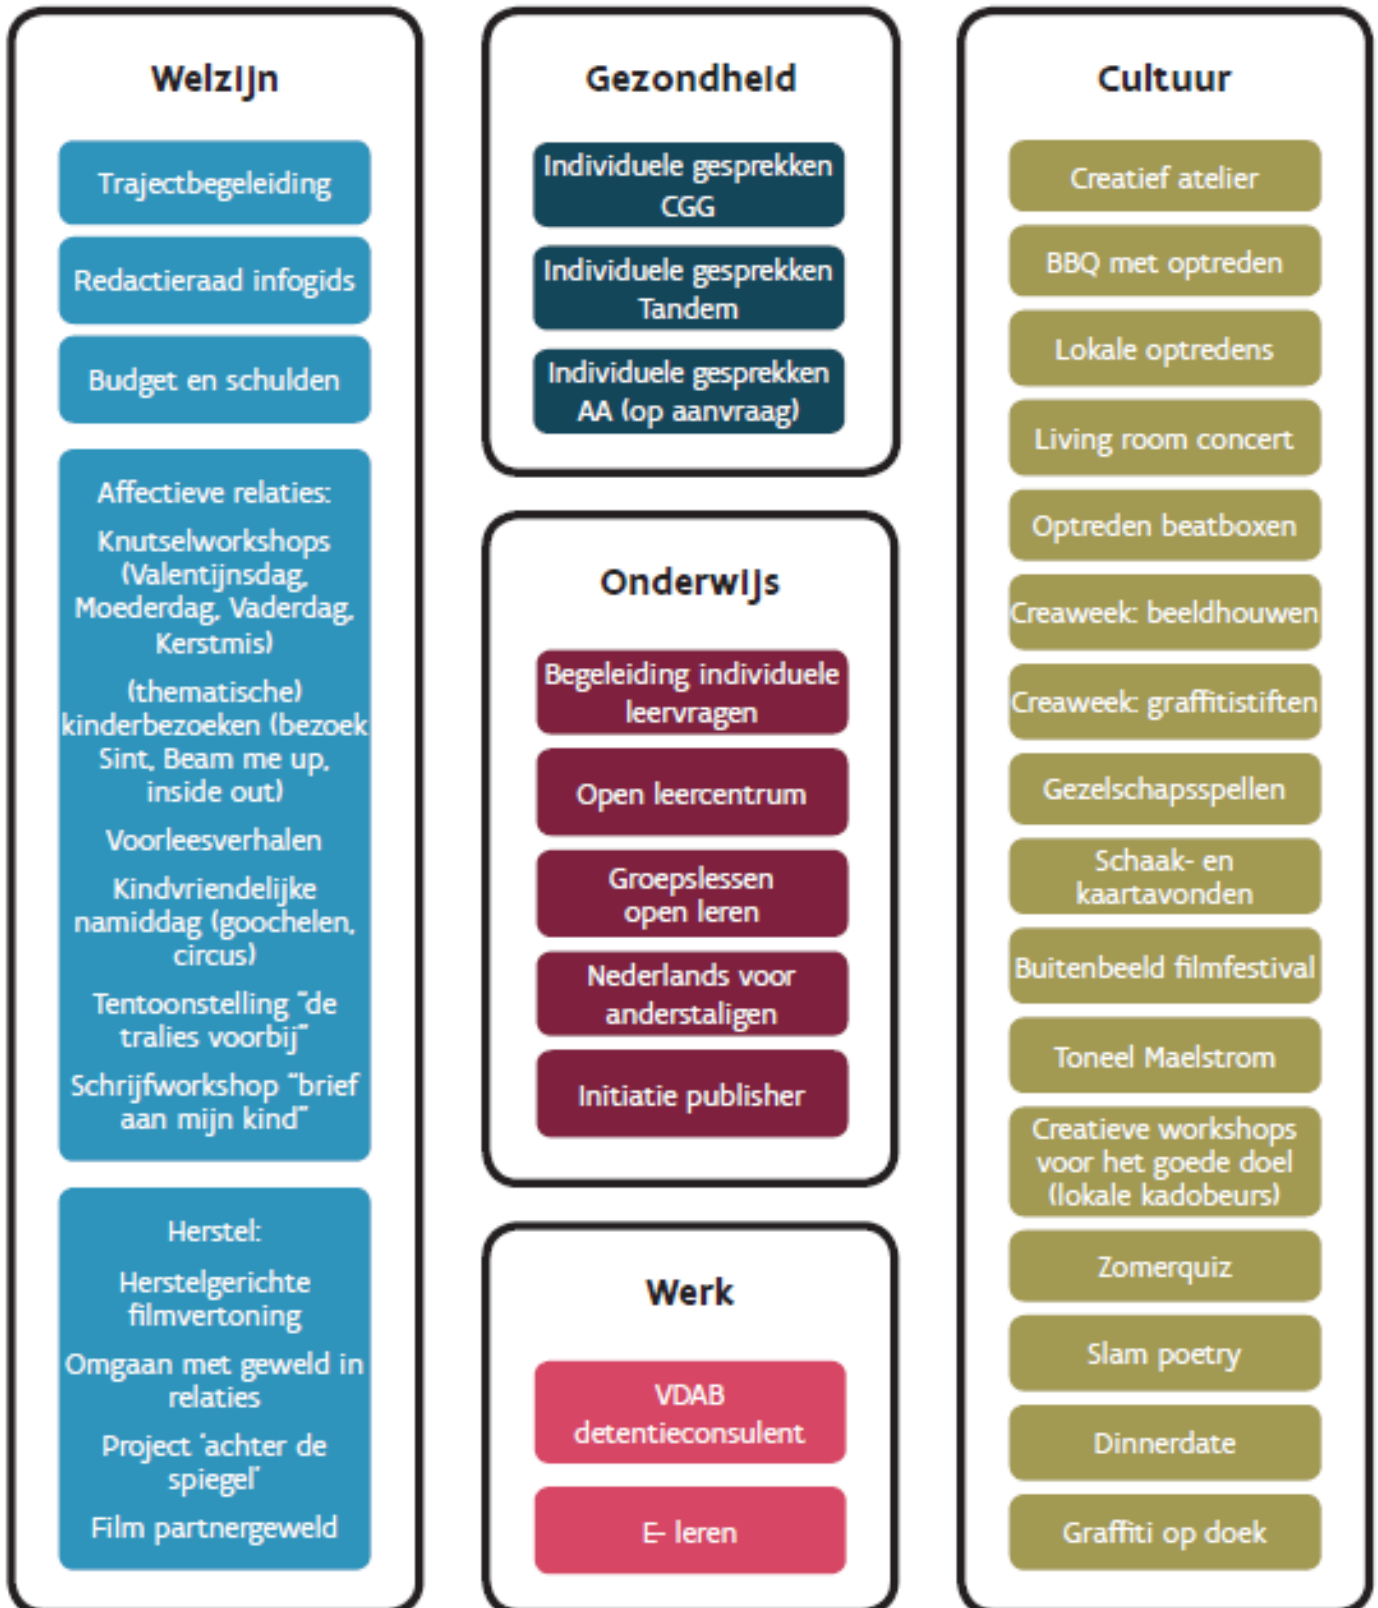 Welzijn
Trajectbegeleiding
Redactieraad infogids
Budget en schulden
Affectieve relaties:
Knutselworkshops
(Valentijnsdag,
Moederdag, Vaderdag,
Kerstmis)
(thematische)
kinderbezoeken (bezoek
Sint, Beam me up,
inside out)
Voorleesverhalen
Kindvriendelijke
namiddag (goochelen,
circus)
Tentoonstelling “de
tralies voorbij”
Schrijfworkshop “brief
aan mijn kind”
Herstel:
Herstelgerichte
filmvertoning
Omgaan met geweld in
relaties
Project ‘achter de
spiegel’
Film partnergeweld
Gezondheid
Individuele gesprekken
CGG
Individuele gesprekken
Tandem
Individuele gesprekken
AA (op aanvraag)
Onderwijs
Begeleiding individuele
leervragen
Open leercentrum
Groepslessen
open leren
Nederlands voor
anderstaligen
Initiatie publisher
Werk
VDAB
detentieconsulent
E- leren
Cultuur
Creatief atelier
BBQ met optreden
Lokale optredens
Living room concert
Optreden beatboxen
Creaweek: beeldhouwen
Creaweek: graffitistiften
Gezelschapsspellen
Schaak- en
kaartavonden
Buitenbeeld filmfestival
Toneel Maelstrom
Creatieve workshops
voor het goede doel
(lokale kadobeurs)
Zomerquiz
Slam poetry
Dinnerdate
Graffiti op doek